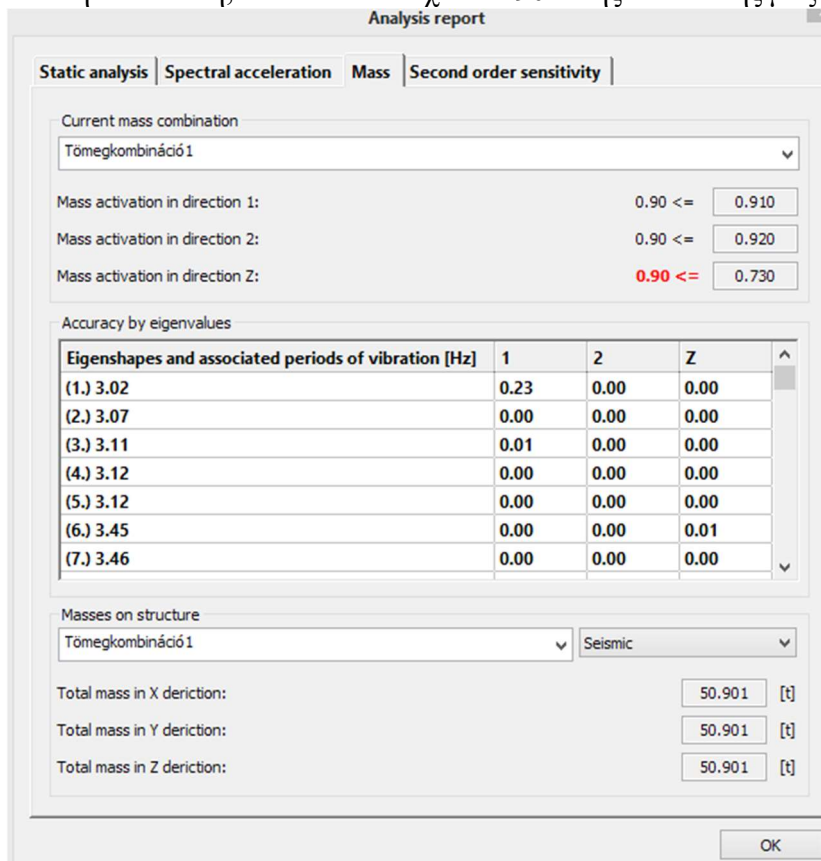 Analysis report
Static analysis Spectral acceleration Mass Second order sensitivity
Current mass combination
Tömegkombináció1
Mass activation in direction 1: 0.90 <= 0.910
Mass activation in direction 2: 0.90 <= 0.920
Mass activation in direction Z: 0.90 <= 0.730
Accuracy by eigenvalues
Eigenshapes and associated periods of vibration [Hz] 1 2 Z
(1.) 3.02 0.23 0.00 0.00
(2.) 3.07 0.00 0.00 0.00
(3.) 3.11 0.01 0.00 0.00
(4.) 3.12 0.00 0.00 0.00
(5.) 3.12 0.00 0.00 0.00
(6.) 3.45 0.00 0.00 0.01
(7.) 3.46 0.00 0.00 0.00
Masses on structure
Tömegkombináció1 Seismic
Total mass in X deriction: 50.901 [t]
Total mass in Y deriction: 50.901 [t]
Total mass in Z deriction: 50.901 [t]
OK